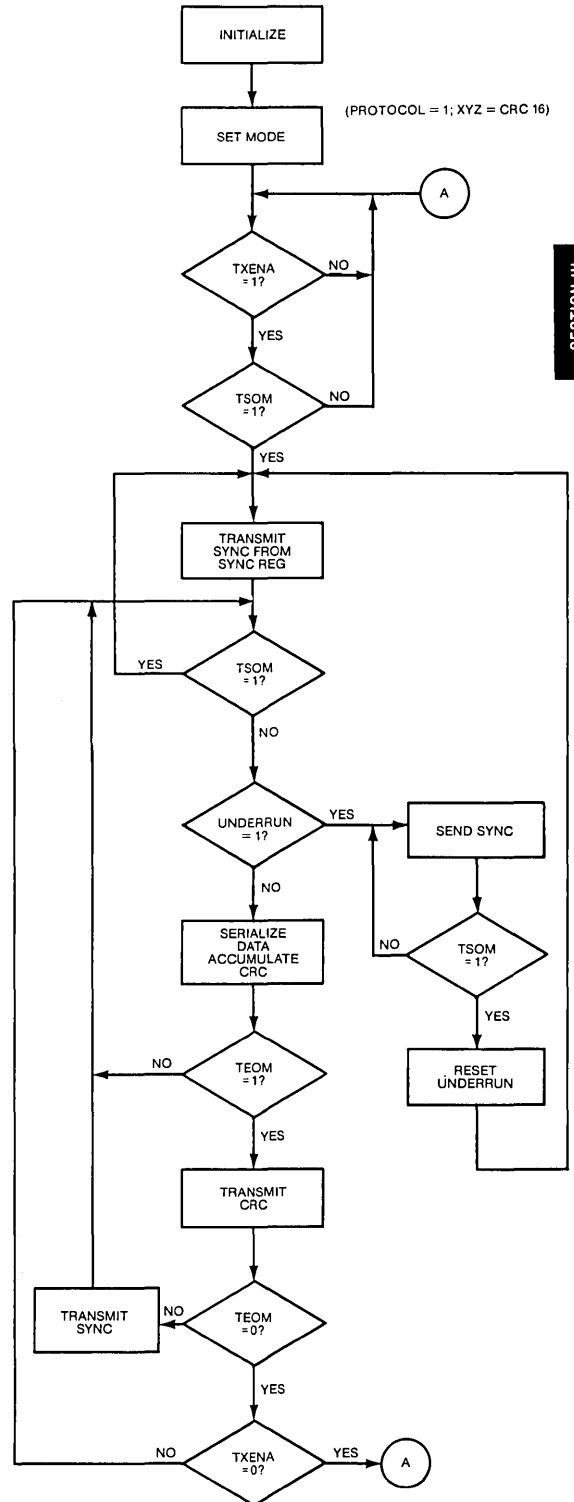 INITIALIZE
SET MODE
(PROTOCOL = 1; XYZ = CRC 16)
A
TXENA
= 1?
NO
YES
TSOM
= 1?
NO
YES
TRANSMIT
SYNC FROM
SYNC REG
TSOM
= 1?
YES
NO
UNDERRUN
= 1?
YES
SEND SYNC
NO
SERIALIZE
DATA
ACCUMULATE
CRC
TSOM
= 1?
NO
YES
RESET
UNDERRUN
TEOM
= 1?
NO
YES
TRANSMIT
CRC
TEOM
= 0?
NO
TRANSMIT
SYNC
YES
TXENA
= 0?
NO
YES
A